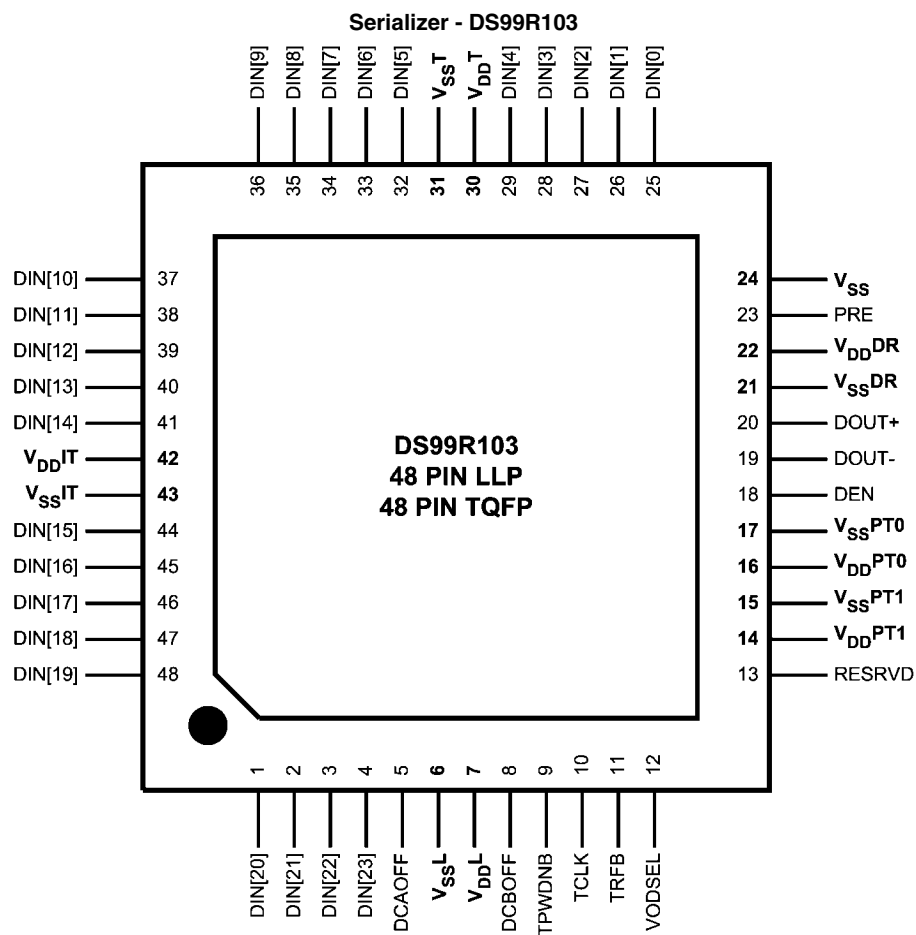 Serializer - DS99R103
DIN[9]
DIN[8]
DIN[7]
DIN[6]
DIN[5]
VSST
VDDT
DIN[4]
DIN[3]
DIN[2]
DIN[1]
DIN[0]
36
35
34
33
32
31
30
29
28
27
26
25
DIN[10] 37
DIN[11] 38
DIN[12] 39
DIN[13] 40
DIN[14] 41
VDDIT 42
VSSIT 43
DIN[15] 44
DIN[16] 45
DIN[17] 46
DIN[18] 47
DIN[19] 48
DS99R103
48 PIN LLP
48 PIN TQFP
24 VSS
23 PRE
22 VDDDR
21 VSSDR
20 DOUT+
19 DOUT-
18 DEN
17 VSSPT0
16 VDDPT0
15 VSSPT1
14 VDDPT1
13 RESRVD
1
2
3
4
5
6
7
8
9
10
11
12
DIN[20]
DIN[21]
DIN[22]
DIN[23]
DCAOFF
VSSL
VDDL
DCBOFF
TPWDNB
TCLK
TRFB
VODSEL